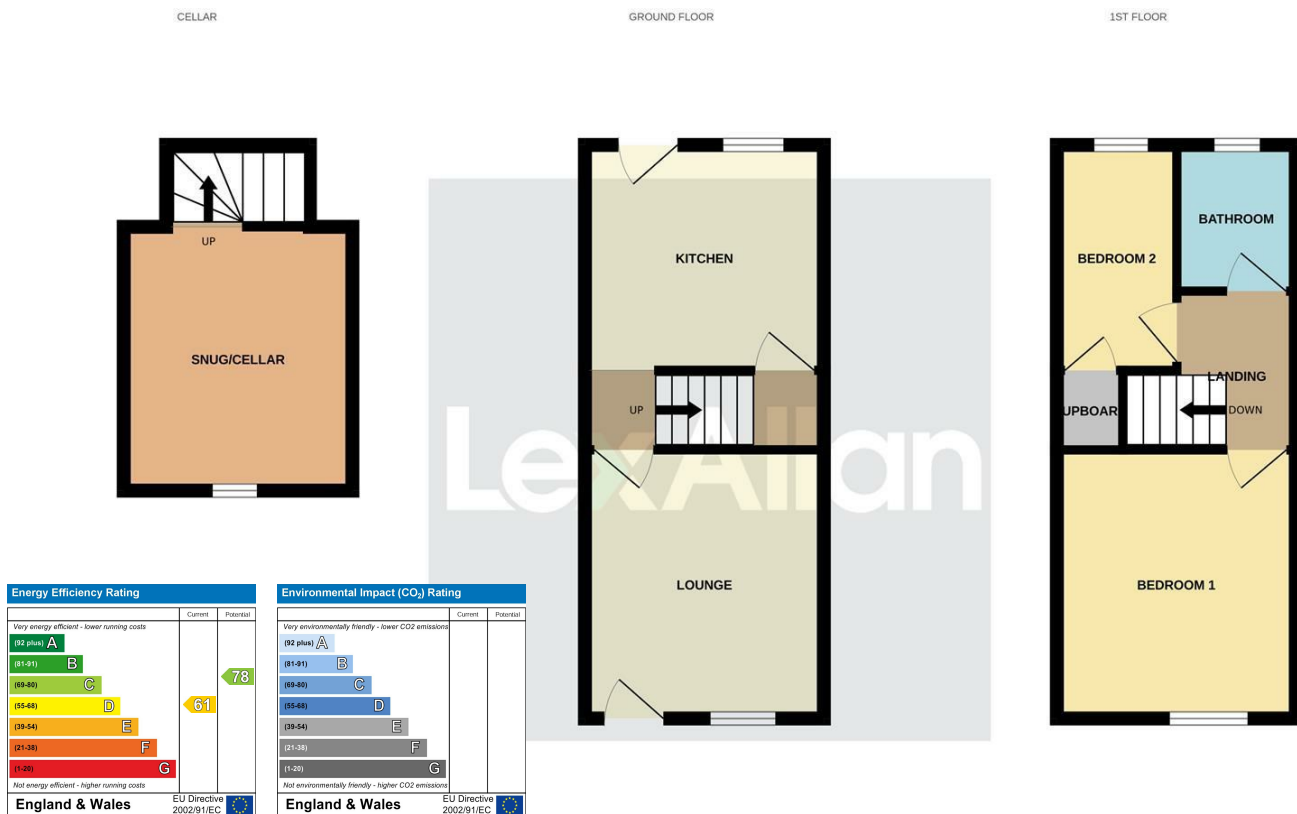 CELLAR
GROUND FLOOR
1ST FLOOR
UP
SNUG/CELLAR
KITCHEN
UP
LOUNGE
LexAllan
BATHROOM
BEDROOM 2
LANDING
UPBOAR
DOWN
BEDROOM 1
Energy Efficiency Rating
Current Potential
Very energy efficient - lower running costs
(92 plus) A
(81-91) B
(69-80) C
78
(55-68) D
61
(39-54) E
(21-38) F
(1-20) G
Not energy efficient - higher running costs
England & Wales
EU Directive
2002/91/EC
Environmental Impact (CO₂) Rating
Current Potential
Very environmentally friendly - lower CO2 emissions
(92 plus) A
(81-91) B
(69-80) C
(55-68) D
(39-54) E
(21-38) F
(1-20) G
Not environmentally friendly - higher CO2 emissions
England & Wales
EU Directive
2002/91/EC